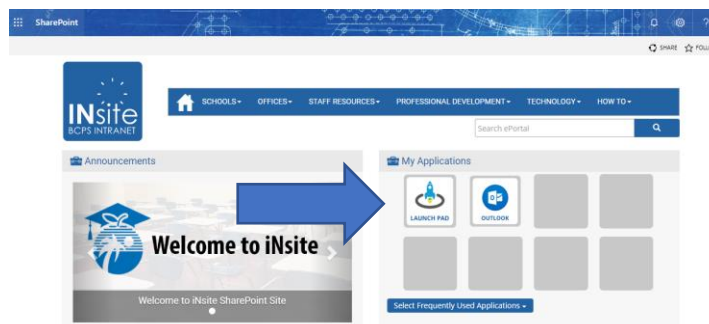 SharePoint
SHARE
INsite
BCPS INTRANET
SCHOOLS OFFICES STAFF RESOURCES PROFESSIONAL DEVELOPMENT TECHNOLOGY HOW TO
Search ePortal
Announcements
My Applications
LAUNCH PAD OUTLOOK
Welcome to iNsite
Welcome to iNsite SharePoint Site
Select Frequently Used Applications